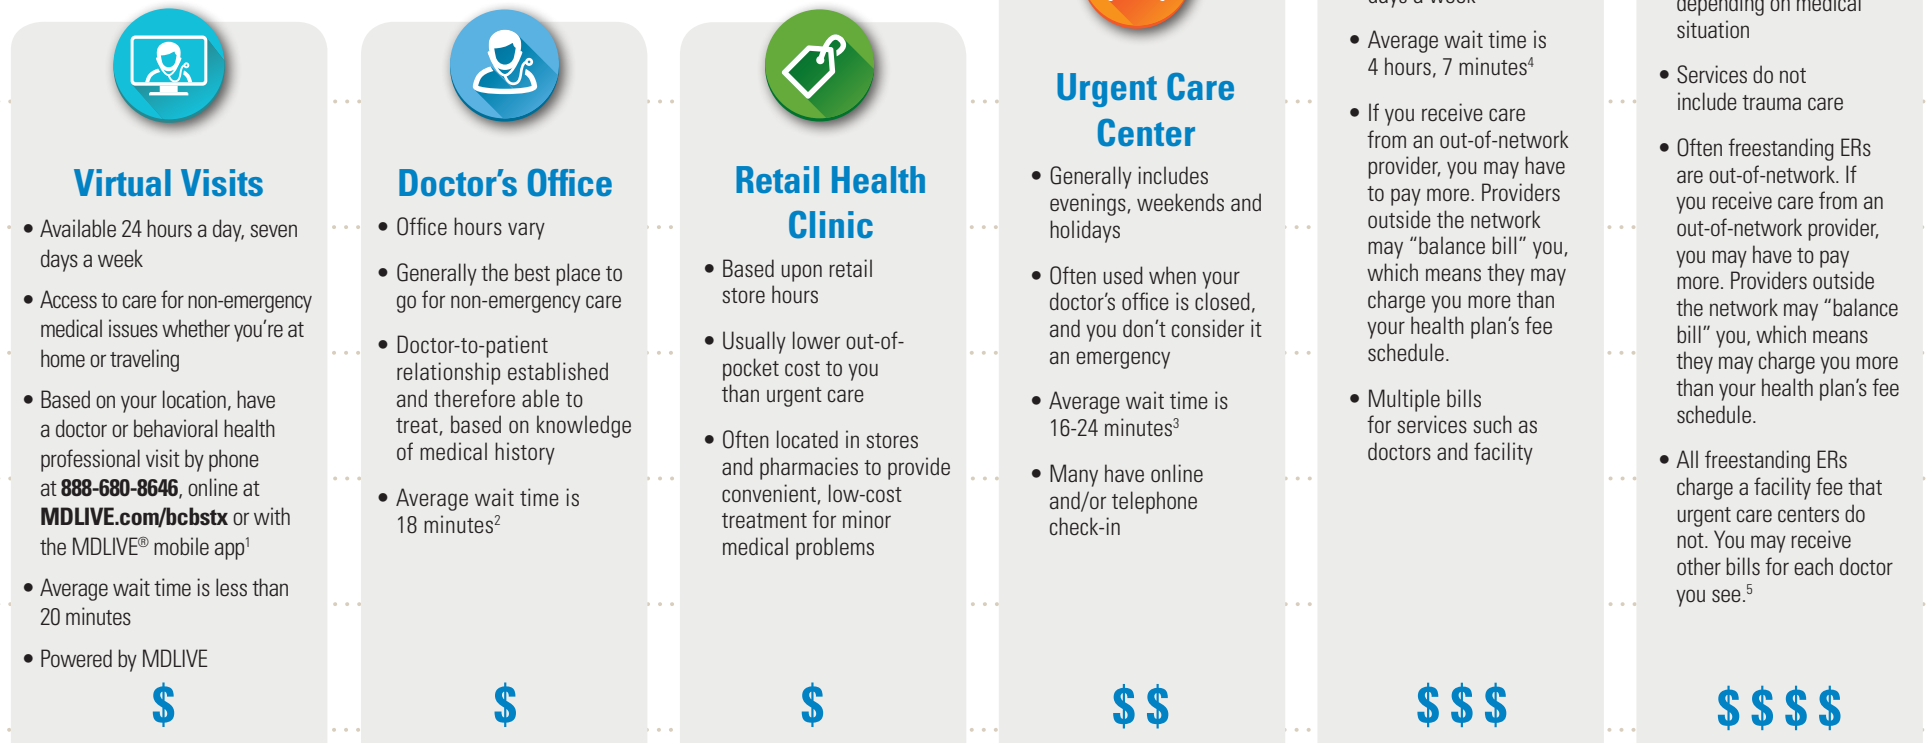 Virtual Visits
• Available 24 hours a day, seven
days a week
• Access to care for non-emergency
medical issues whether you're at
home or traveling
• Based on your location, have
a doctor or behavioral health
professional visit by phone
at 888-680-8646, online at
MDLIVE.com/bcbstx or with
the MDLIVE® mobile app¹
• Average wait time is less than
20 minutes
• Powered by MDLIVE
$
Doctor's Office
• Office hours vary
• Generally the best place to
go for non-emergency care
• Doctor-to-patient
relationship established
and therefore able to
treat, based on knowledge
of medical history
• Average wait time is
18 minutes²
$
Retail Health
Clinic
• Based upon retail
store hours
• Usually lower out-of-
pocket cost to you
than urgent care
• Often located in stores
and pharmacies to provide
convenient, low-cost
treatment for minor
medical problems
$
Urgent Care
Center
• Generally includes
evenings, weekends and
holidays
• Often used when your
doctor's office is closed,
and you don't consider it
an emergency
• Average wait time is
16-24 minutes³
• Many have online
and/or telephone
check-in
$ $
days a week
• Average wait time is
4 hours, 7 minutes⁴
• If you receive care
from an out-of-network
provider, you may have
to pay more. Providers
outside the network
may “balance bill” you,
which means they may
charge you more than
your health plan's fee
schedule.
• Multiple bills
for services such as
doctors and facility
$ $ $
depending on medical
situation
• Services do not
include trauma care
• Often freestanding ERs
are out-of-network. If
you receive care from an
out-of-network provider,
you may have to pay
more. Providers outside
the network may “balance
bill” you, which means
they may charge you more
than your health plan's fee
schedule.
• All freestanding ERs
charge a facility fee that
urgent care centers do
not. You may receive
other bills for each doctor
you see.⁵
$ $ $ $